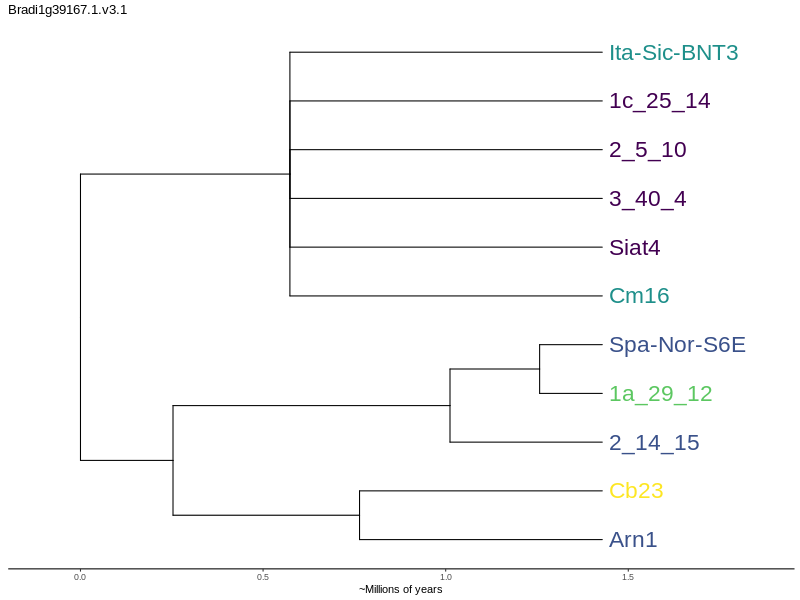 Bradi1g39167.1.v3.1
Ita-Sic-BNT3
1c_25_14
2_5_10
3_40_4
Siat4
Cm16
Spa-Nor-S6E
1a_29_12
2_14_15
Cb23
Arn1
0.0 0.5 1.0 1.5
~Millions of years